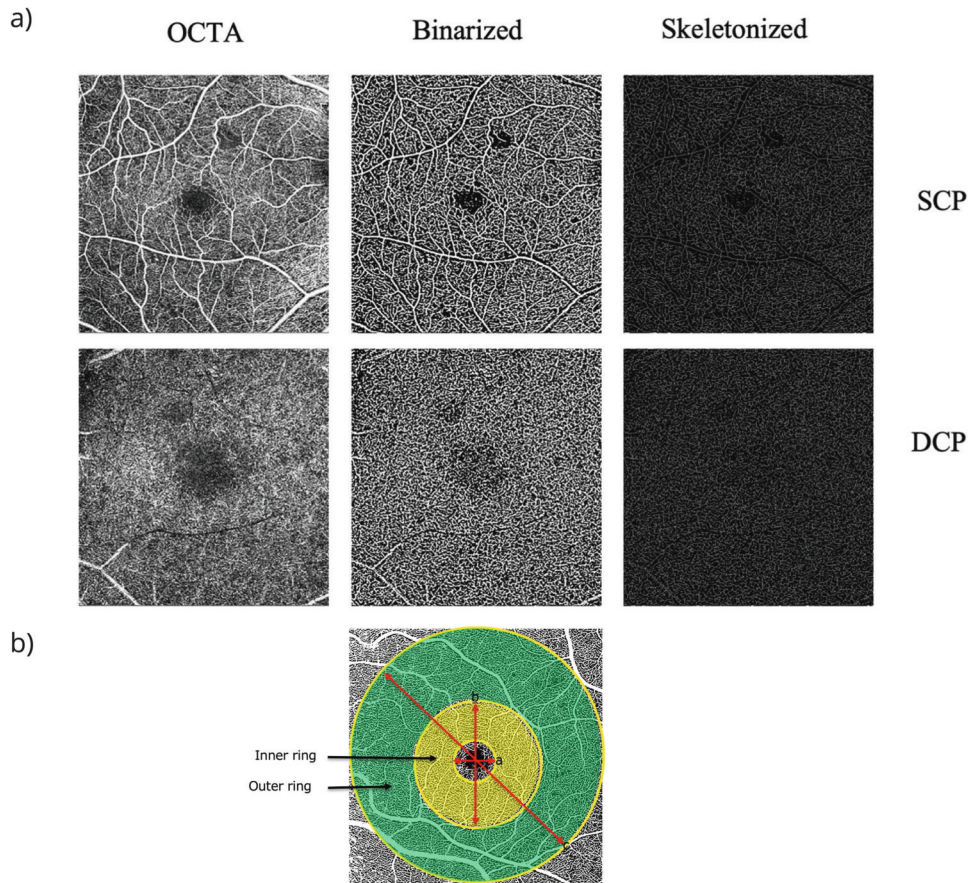 a)
OCTA Binarized Skeletonized
SCP
DCP
b)
b
Inner ring
a
Outer ring
c